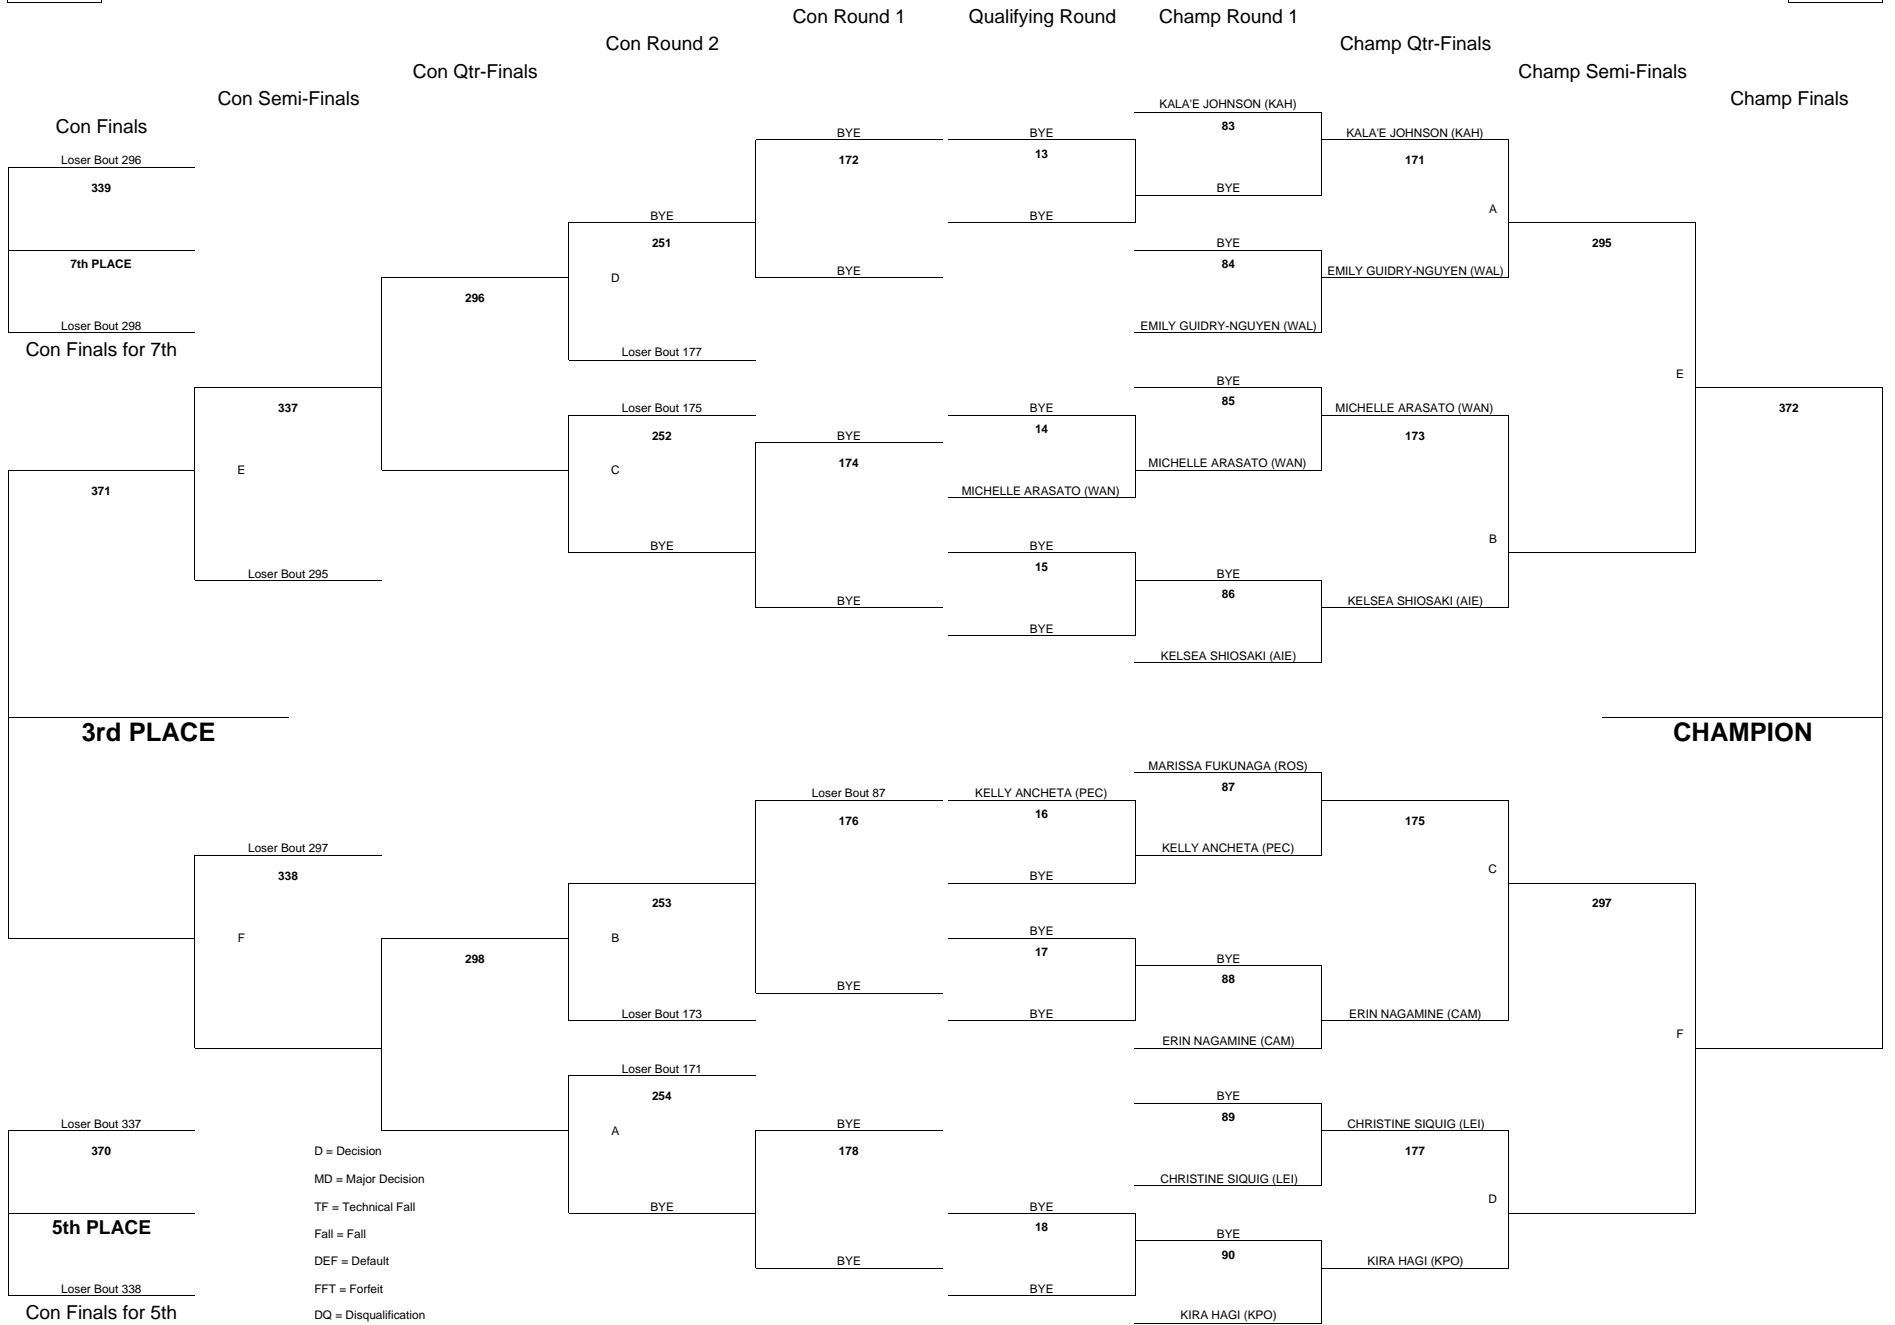 Con Round 1
Qualifying Round
Champ Round 1
Con Round 2
Champ Qtr-Finals
Con Qtr-Finals
Champ Semi-Finals
Con Semi-Finals
Champ Finals
Con Finals
Loser Bout 296
339
7th PLACE
Loser Bout 298
Con Finals for 7th
371
3rd PLACE
Loser Bout 337
370
5th PLACE
Loser Bout 338
Con Finals for 5th
337
E
Loser Bout 295
Loser Bout 297
338
F
D = Decision
MD = Major Decision
TF = Technical Fall
Fall = Fall
DEF = Default
FFT = Forfeit
DQ = Disqualification
296
298
BYE
251
D
Loser Bout 177
Loser Bout 175
252
C
BYE
253
B
Loser Bout 173
Loser Bout 171
254
A
BYE
BYE
172
BYE
BYE
174
BYE
Loser Bout 87
176
BYE
BYE
178
BYE
BYE
13
BYE
BYE
14
MICHELLE ARASATO (WAN)
BYE
15
BYE
KELLY ANCHETA (PEC)
16
BYE
BYE
17
BYE
BYE
18
BYE
KALA'E JOHNSON (KAH)
83
BYE
BYE
84
EMILY GUIDRY-NGUYEN (WAL)
BYE
85
MICHELLE ARASATO (WAN)
BYE
86
KELSEA SHIOSAKI (AIE)
MARISSA FUKUNAGA (ROS)
87
KELLY ANCHETA (PEC)
BYE
88
ERIN NAGAMINE (CAM)
BYE
89
CHRISTINE SIQUIG (LEI)
BYE
90
KIRA HAGI (KPO)
KALA'E JOHNSON (KAH)
171
A
EMILY GUIDRY-NGUYEN (WAL)
MICHELLE ARASATO (WAN)
173
B
KELSEA SHIOSAKI (AIE)
175
C
ERIN NAGAMINE (CAM)
CHRISTINE SIQUIG (LEI)
177
D
KIRA HAGI (KPO)
295
E
297
F
372
CHAMPION